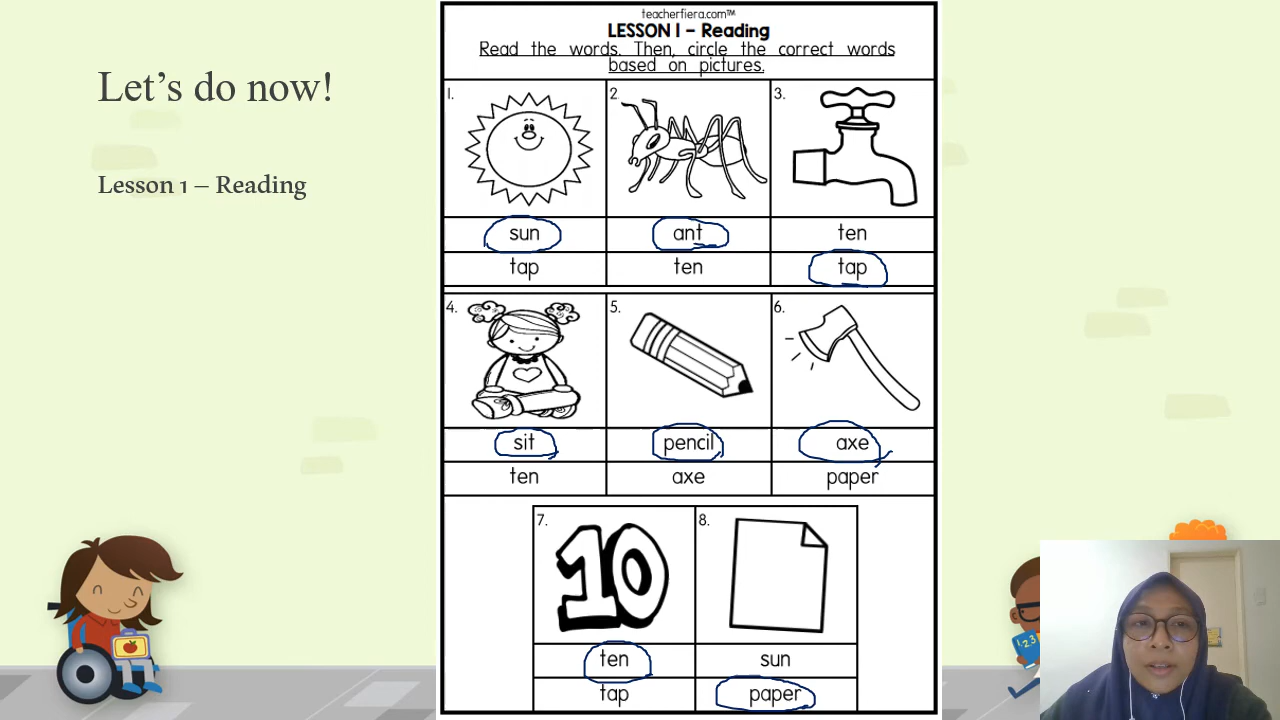 Let's do now!
Lesson 1 – Reading
teacherfiera.com™
LESSON 1 – Reading
Read the words. Then, circle the correct words
based on pictures.
1.
2.
3.
sun
ant
ten
tap
ten
tap
4.
5.
6.
sit
pencil
axe
ten
axe
paper
7.
8.
10
ten
sun
tap
paper
123